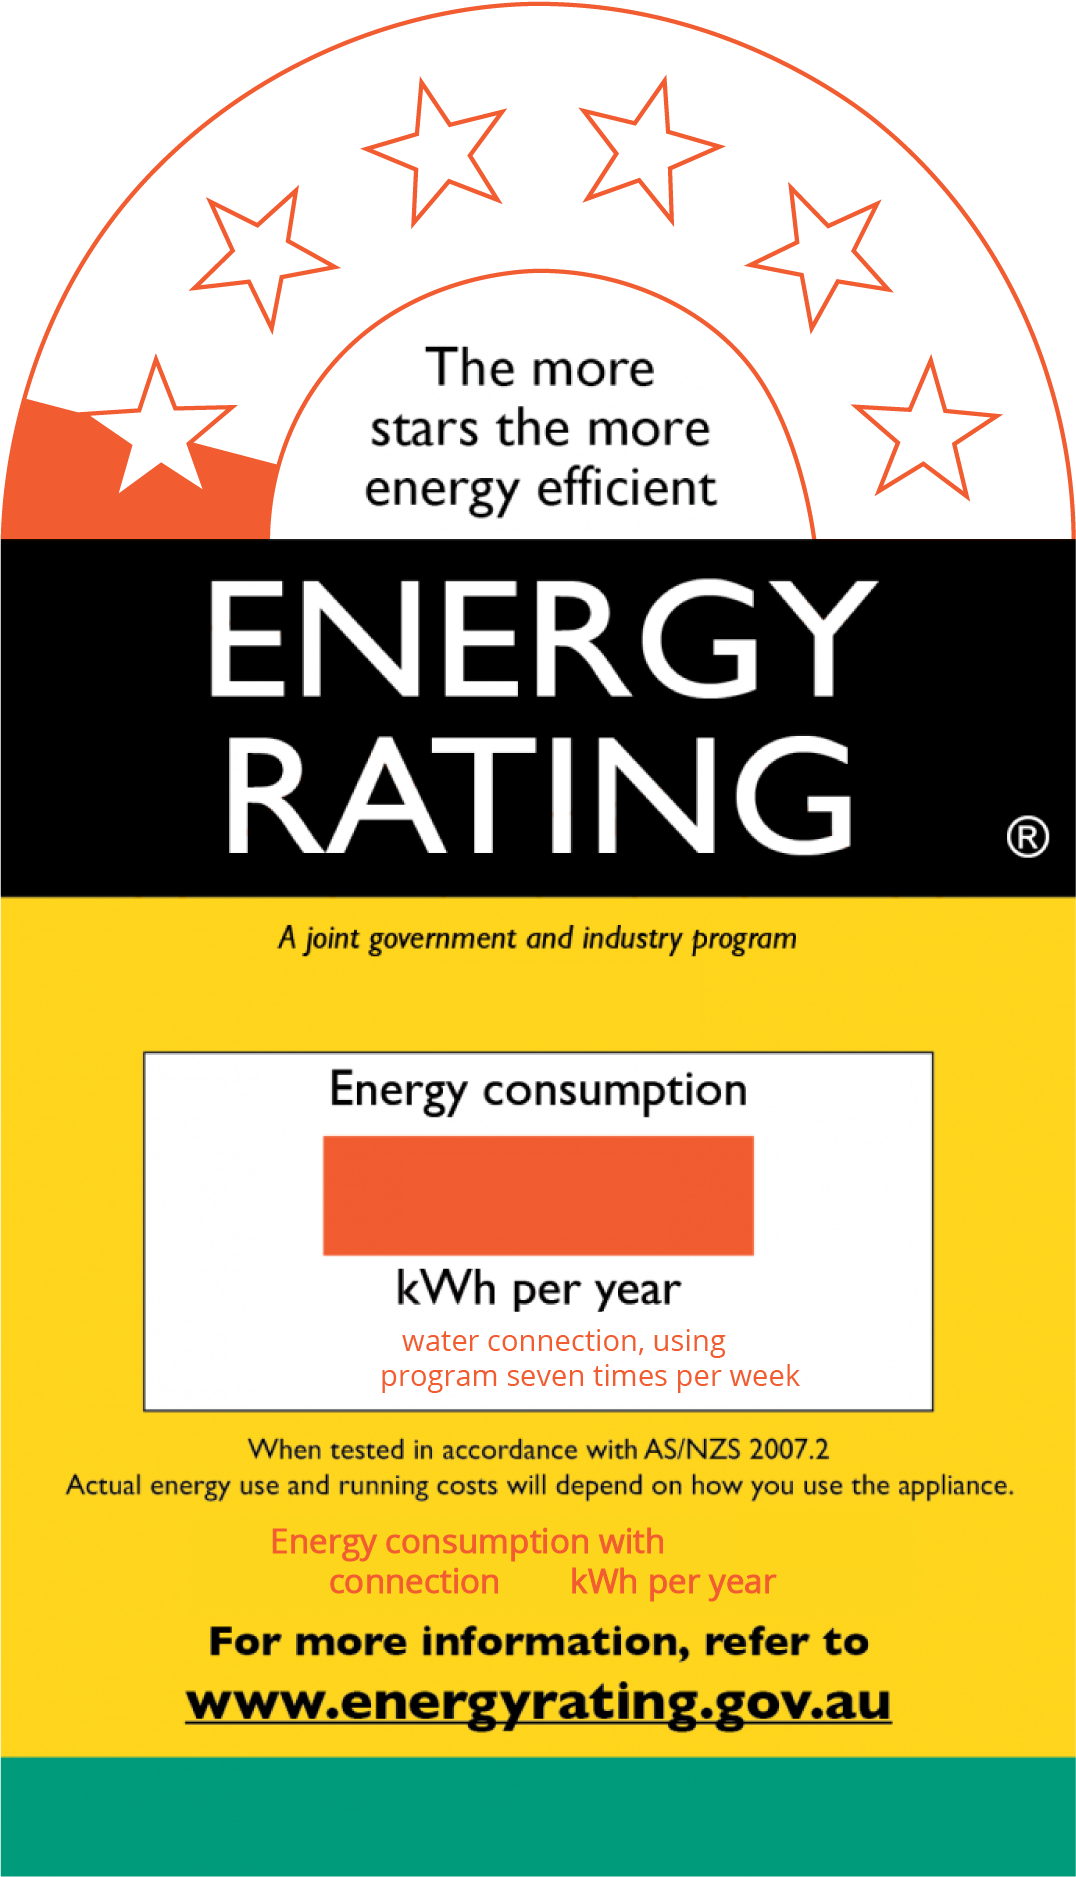 The more
stars the more
energy efficient
ENERGY
RATING
®
A joint government and industry program
Energy consumption
kWh per year
water connection, using
program seven times per week
When tested in accordance with AS/NZS 2007.2
Actual energy use and running costs will depend on how you use the appliance.
Energy consumption with
connection kWh per year
For more information, refer to
www.energyrating.gov.au